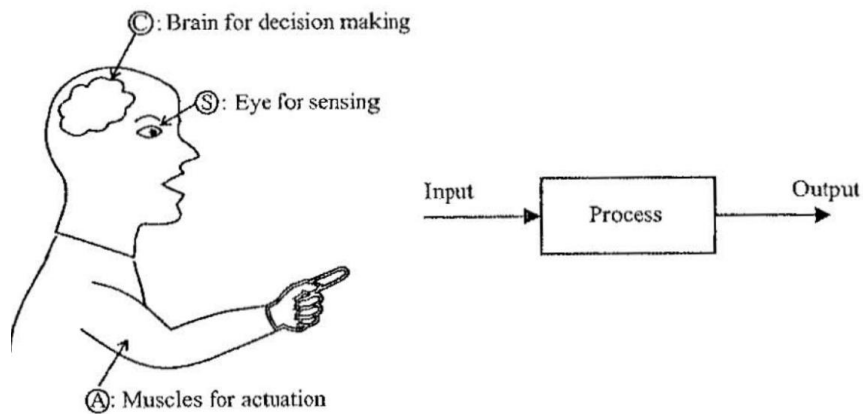 Ⓒ: Brain for decision making
Ⓢ: Eye for sensing
Input
Process
Output
Ⓐ: Muscles for actuation